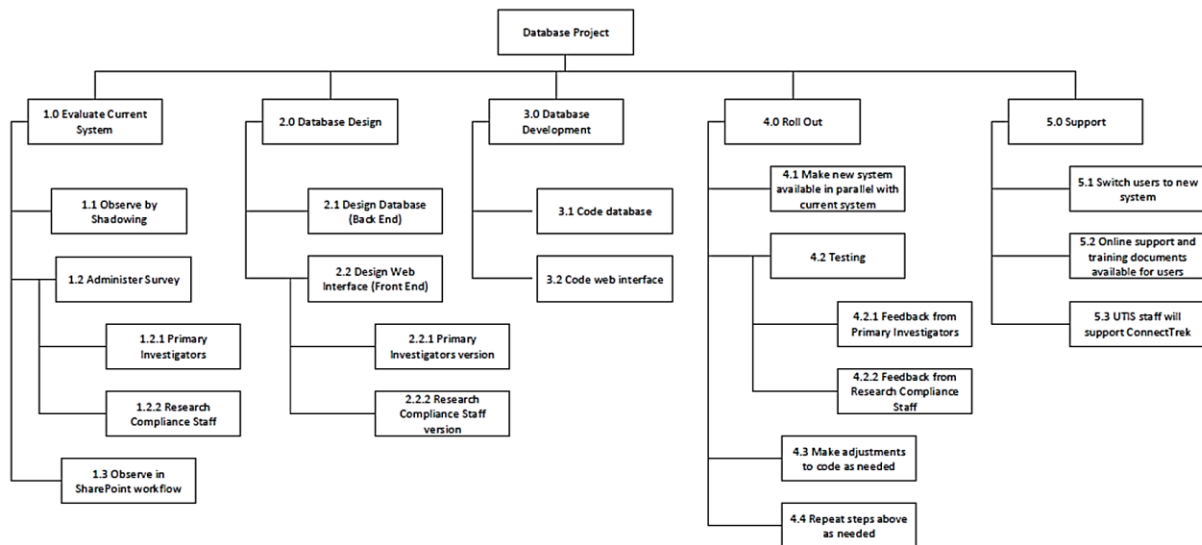 Database Project
1.0 Evaluate Current
System
2.0 Database Design
3.0 Database
Development
4.0 Roll Out
5.0 Support
1.1 Observe by
Shadowing
1.2 Administer Survey
1.2.1 Primary
Investigators
1.2.2 Research
Compliance Staff
1.3 Observe in
SharePoint workflow
2.1 Design Database
(Back End)
2.2 Design Web
Interface (Front End)
2.2.1 Primary
Investigators version
2.2.2 Research
Compliance Staff
version
3.1 Code database
3.2 Code web interface
4.1 Make new system
available in parallel with
current system
4.2 Testing
4.2.1 Feedback from
Primary Investigators
4.2.2 Feedback from
Research Compliance
Staff
4.3 Make adjustments
to code as needed
4.4 Repeat steps above
as needed
5.1 Switch users to new
system
5.2 Online support and
training documents
available for users
5.3 UTIS staff will
support ConnectTrek